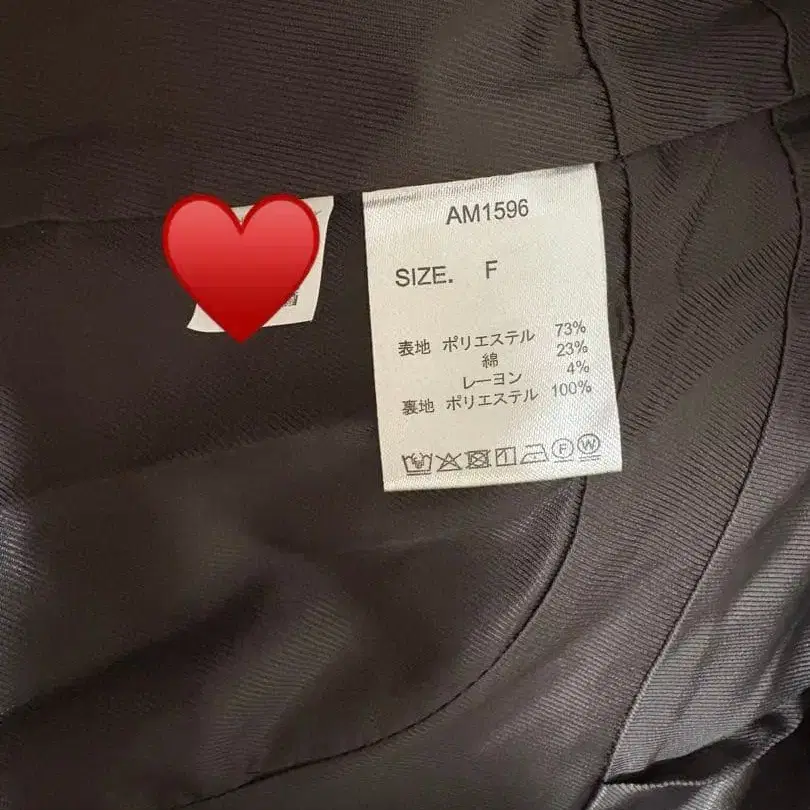 AM1596
SIZE. F
表地 ポリエステル 73%
綿 23%
レーヨン 4%
裏地 ポリエステル 100%
F W